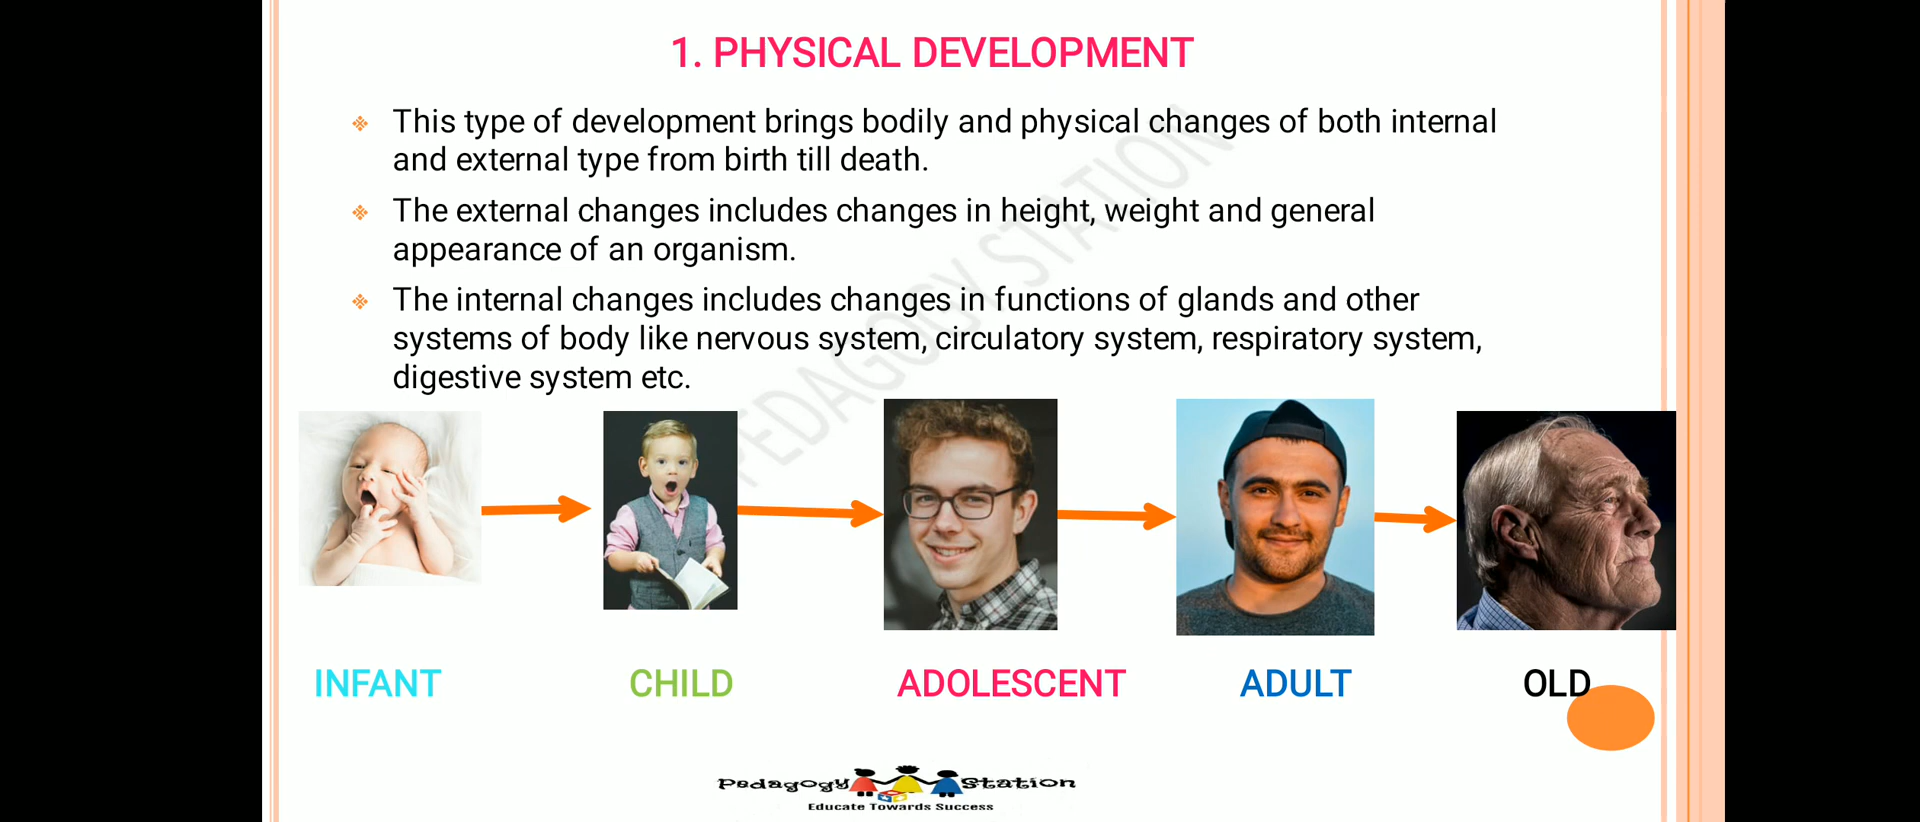 1. PHYSICAL DEVELOPMENT
This type of development brings bodily and physical changes of both internal
and external type from birth till death.
The external changes includes changes in height, weight and general
appearance of an organism.
The internal changes includes changes in functions of glands and other
systems of body like nervous system, circulatory system, respiratory system,
digestive system etc.
PEDAGOGY STATION
INFANT
CHILD
ADOLESCENT
ADULT
OLD
Pedagogy Station
Educate Towards Success